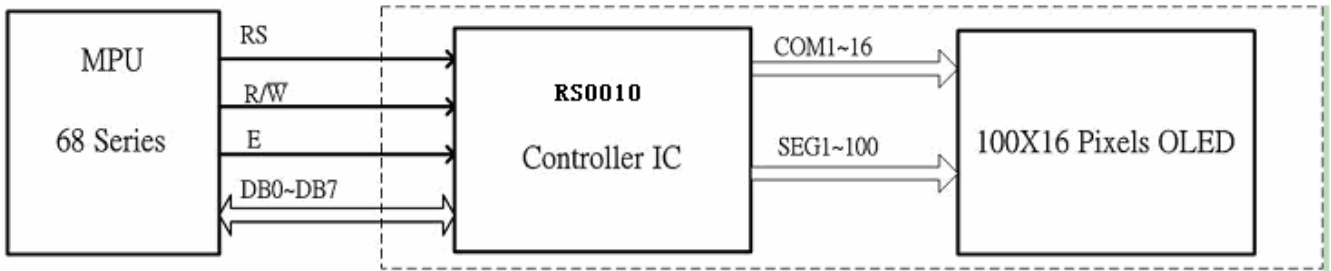 MPU
68 Series
RS
R/W̅
E
DB0~DB7
RS0010
Controller IC
COM1~16
SEG1~100
100X16 Pixels OLED